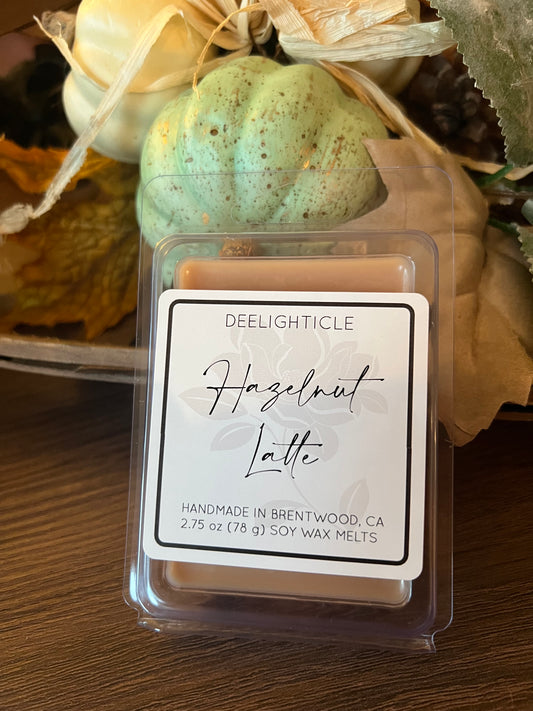 DEELIGHTICLE
Hazelnut
Latte
HANDMADE IN BRENTWOOD, CA
2.75 oz (78 g) SOY WAX MELTS